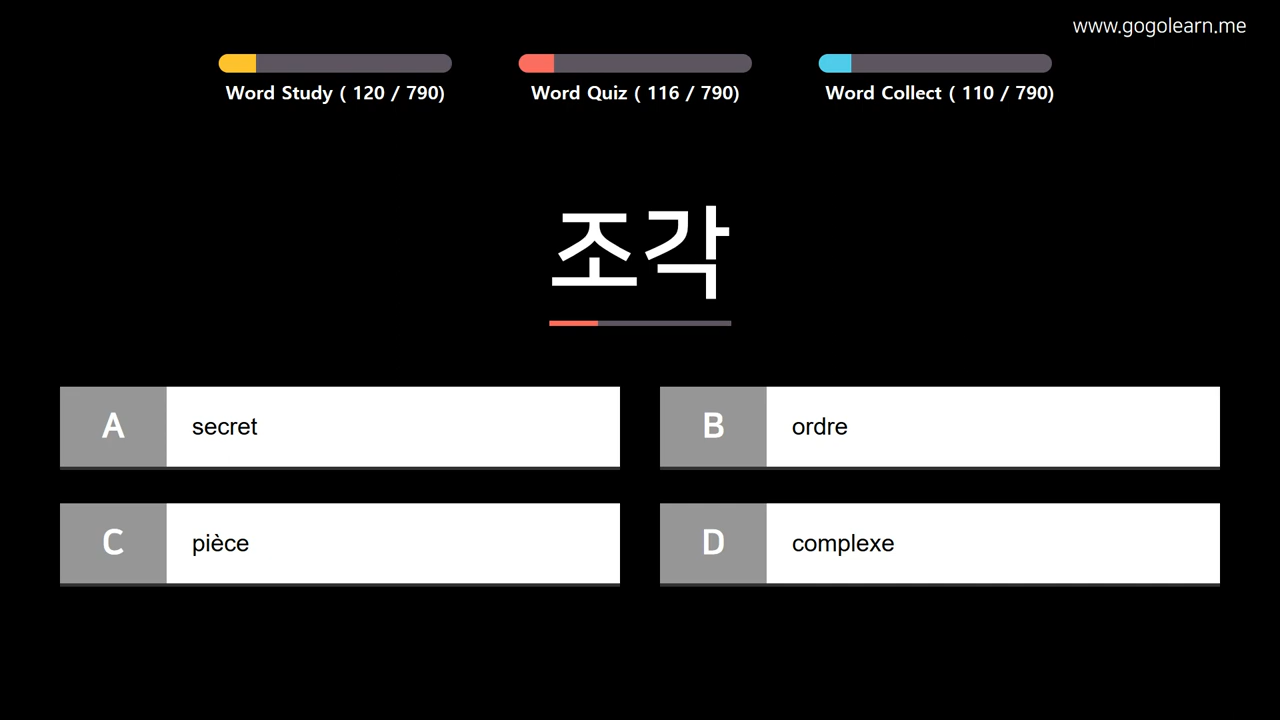 www.gogolearn.me
Word Study ( 120 / 790)
Word Quiz ( 116 / 790)
Word Collect ( 110 / 790)
조각
A secret
B ordre
C pièce
D complexe